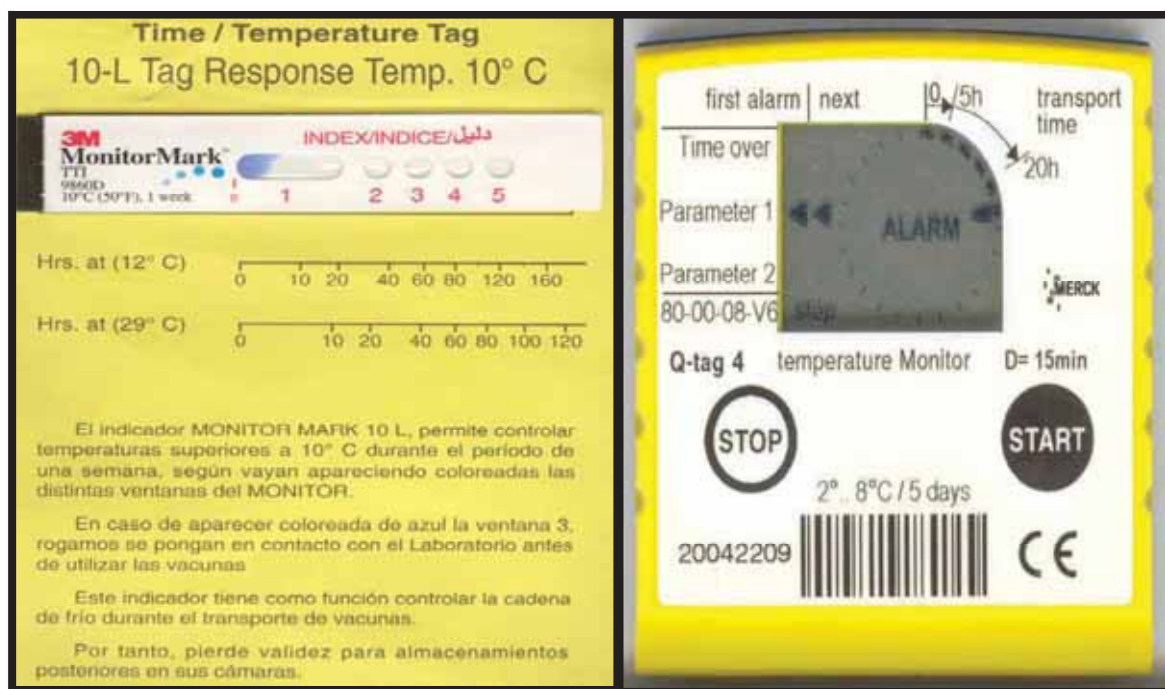 Time / Temperature Tag
10-L Tag Response Temp. 10° C
3M
MonitorMark™
TTI
9860D
10°C (50°F), 1 week
INDEX/INDICE/دليل
1 2 3 4 5
Hrs. at (12° C)
0 10 20 40 60 80 120 160
Hrs. at (29° C)
0 10 20 40 60 80 100 120
El indicador MONITOR MARK 10 L, permite controlar
temperaturas superiores a 10° C durante el período de
una semana, según vayan apareciendo coloreadas las
distintas ventanas del MONITOR.
En caso de aparecer coloreada de azul la ventana 3,
rogamos se pongan en contacto con el Laboratorio antes
de utilizar las vacunas
Este indicador tiene como función controlar la cadena
de frío durante el transporte de vacunas.
Por tanto, pierde validez para almacenamientos
posteriores en sus cámaras.
first alarm next 0 /5h transport
time
Time over
20h
Parameter 1
ALARM
Parameter 2
MERCK
80-00-08-V6 stop
Q-tag 4 temperature Monitor D= 15min
STOP
START
2°.. 8°C / 5 days
20042209
CE